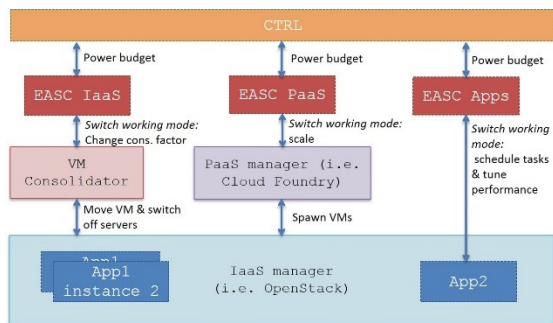 CTRL
Power budget
Power budget
Power budget
EASC IaaS
EASC PaaS
EASC Apps
Switch working mode:
Change cons. factor
Switch working mode:
scale
Switch working
mode:
schedule tasks
& tune
performance
VM
Consolidator
PaaS manager (i.e.
Cloud Foundry)
Move VM & switch
off servers
Spawn VMs
App1
App1
instance 2
IaaS manager
(i.e. OpenStack)
App2